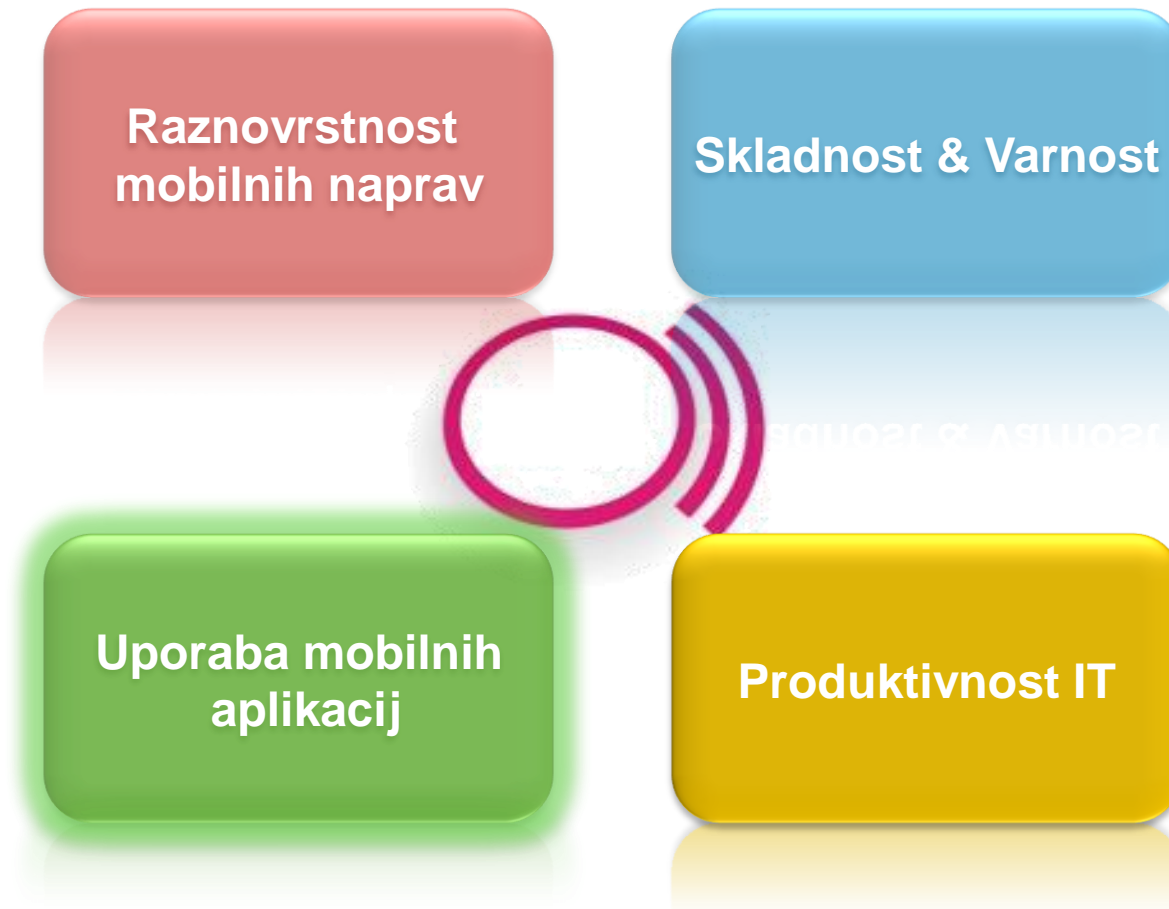 Raznovrstnost
mobilnih naprav
Skladnost & Varnost
Uporaba mobilnih
aplikacij
Produktivnost IT